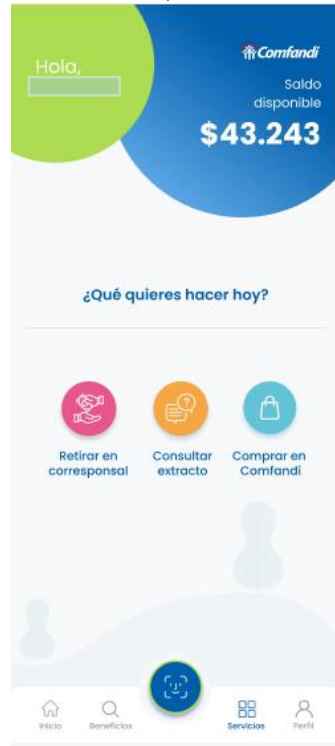 Hola,
Comfandi
Saldo
disponible
$43.243
¿Qué quieres hacer hoy?
Retirar en
corresponsal
Consultar
extracto
Comprar en
Comfandi
Inicio
Beneficios
Servicios
Perfil